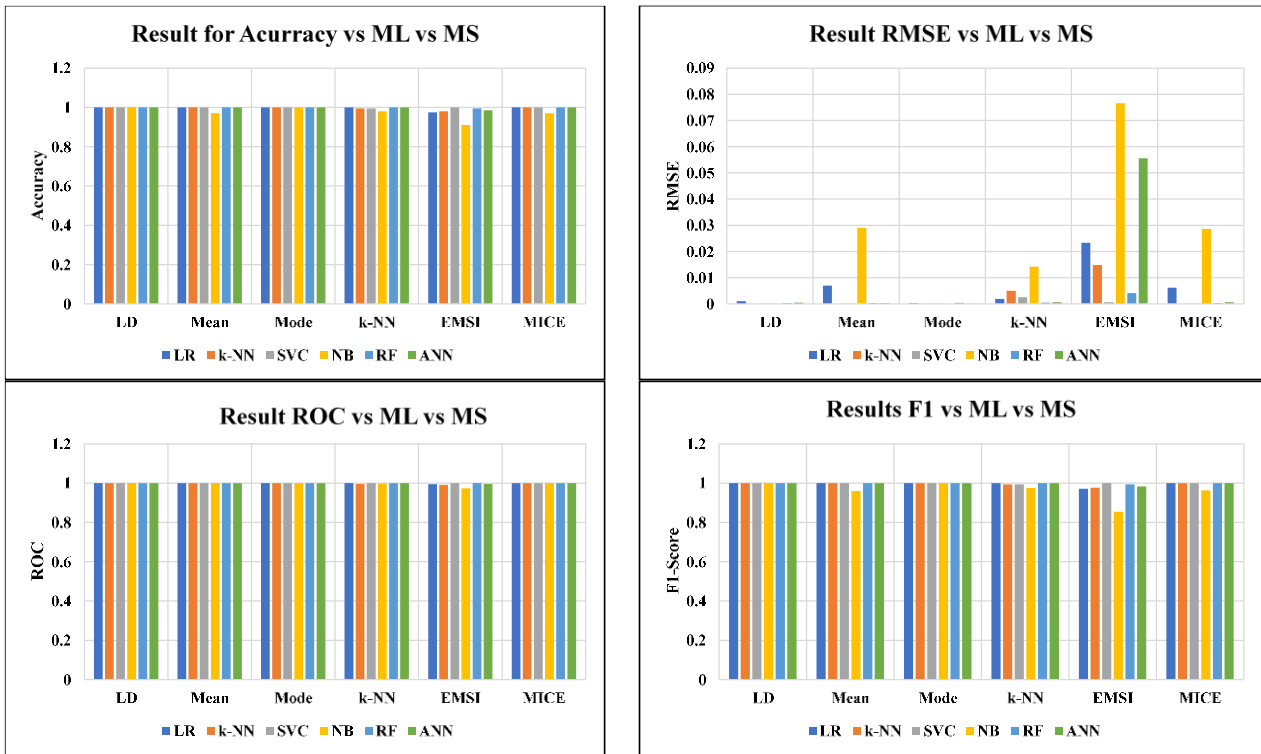 Result for Acurracy vs ML vs MS
1.2
1
0.8
0.6
0.4
0.2
0
Accuracy
LD Mean Mode k-NN EMSI MICE
LR k-NN SVC NB RF ANN
Result RMSE vs ML vs MS
0.09
0.08
0.07
0.06
0.05
0.04
0.03
0.02
0.01
0
RMSE
LD Mean Mode k-NN EMSI MICE
LR k-NN SVC NB RF ANN
Result ROC vs ML vs MS
1.2
1
0.8
0.6
0.4
0.2
0
ROC
LD Mean Mode k-NN EMSI MICE
LR k-NN SVC NB RF ANN
Results F1 vs ML vs MS
1.2
1
0.8
0.6
0.4
0.2
0
F1-Score
LD Mean Mode k-NN EMSI MICE
LR k-NN SVC NB RF ANN